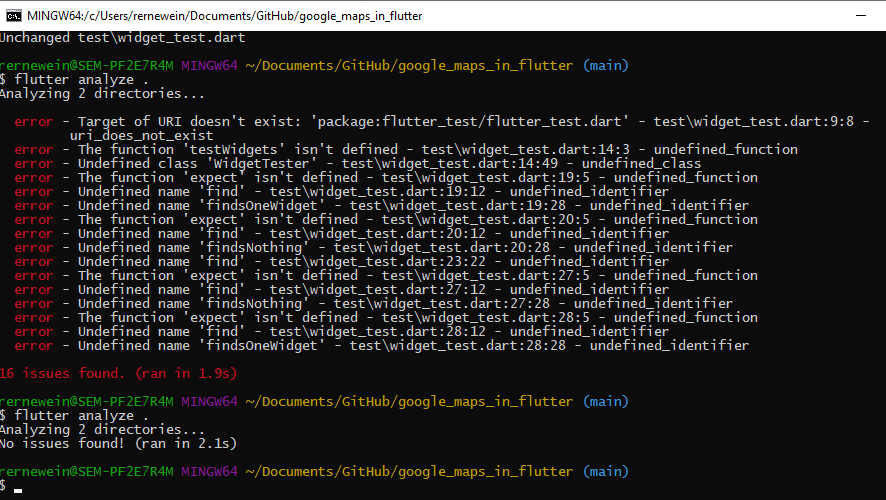 MINGW64:/c/Users/rernewein/Documents/GitHub/google_maps_in_flutter
Unchanged test\widget_test.dart
rernewein@SEM-PF2E7R4M MINGW64 ~/Documents/GitHub/google_maps_in_flutter (main)
$ flutter analyze .
Analyzing 2 directories...
error - Target of URI doesn't exist: 'package:flutter_test/flutter_test.dart' - test\widget_test.dart:9:8 -
uri_does_not_exist
error - The function 'testWidgets' isn't defined - test\widget_test.dart:14:3 - undefined_function
error - Undefined class 'WidgetTester' - test\widget_test.dart:14:49 - undefined_class
error - The function 'expect' isn't defined - test\widget_test.dart:19:5 - undefined_function
error - Undefined name 'find' - test\widget_test.dart:19:12 - undefined_identifier
error - Undefined name 'findsOneWidget' - test\widget_test.dart:19:28 - undefined_identifier
error - The function 'expect' isn't defined - test\widget_test.dart:20:5 - undefined_function
error - Undefined name 'find' - test\widget_test.dart:20:12 - undefined_identifier
error - Undefined name 'findsNothing' - test\widget_test.dart:20:28 - undefined_identifier
error - Undefined name 'find' - test\widget_test.dart:23:22 - undefined_identifier
error - The function 'expect' isn't defined - test\widget_test.dart:27:5 - undefined_function
error - Undefined name 'find' - test\widget_test.dart:27:12 - undefined_identifier
error - Undefined name 'findsNothing' - test\widget_test.dart:27:28 - undefined_identifier
error - The function 'expect' isn't defined - test\widget_test.dart:28:5 - undefined_function
error - Undefined name 'find' - test\widget_test.dart:28:12 - undefined_identifier
error - Undefined name 'findsOneWidget' - test\widget_test.dart:28:28 - undefined_identifier
16 issues found. (ran in 1.9s)
rernewein@SEM-PF2E7R4M MINGW64 ~/Documents/GitHub/google_maps_in_flutter (main)
$ flutter analyze .
Analyzing 2 directories...
No issues found! (ran in 2.1s)
rernewein@SEM-PF2E7R4M MINGW64 ~/Documents/GitHub/google_maps_in_flutter (main)
$